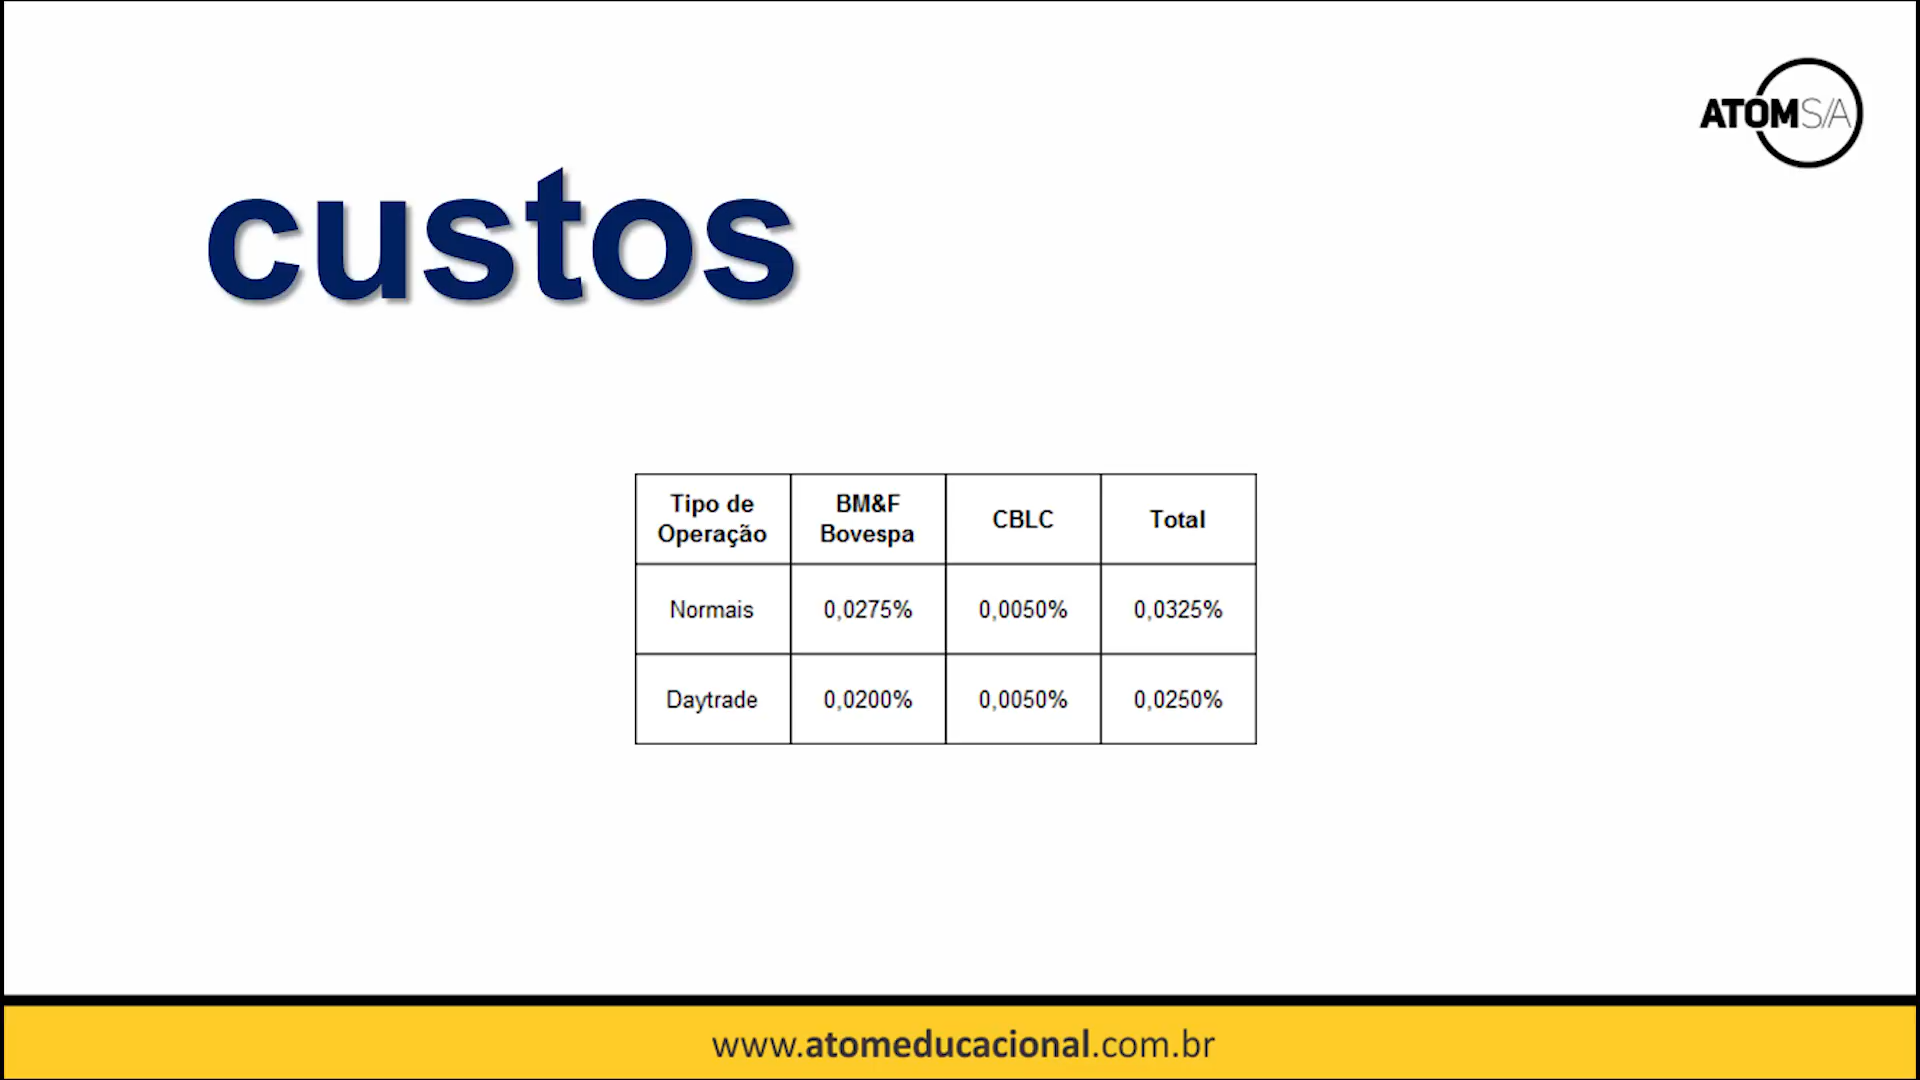 ATOMS/A
custos
Tipo de Operação BM&F Bovespa CBLC Total
Normais 0,0275% 0,0050% 0,0325%
Daytrade 0,0200% 0,0050% 0,0250%
www.atomeducacional.com.br